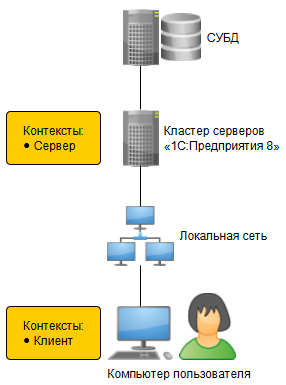 СУБД
Контексты:
● Сервер
Кластер серверов
«1С:Предприятия 8»
Локальная сеть
Контексты:
● Клиент
Компьютер пользователя